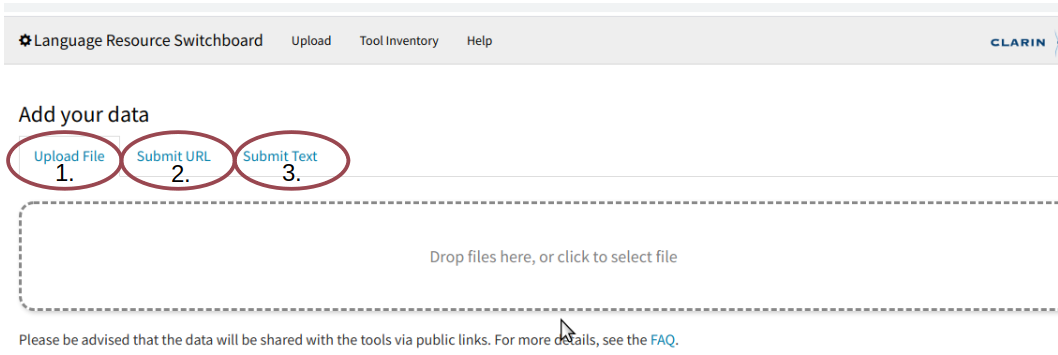 Language Resource Switchboard Upload Tool Inventory Help CLARIN
Add your data
Upload File Submit URL Submit Text
1. 2. 3.
Drop files here, or click to select file
Please be advised that the data will be shared with the tools via public links. For more details, see the FAQ.